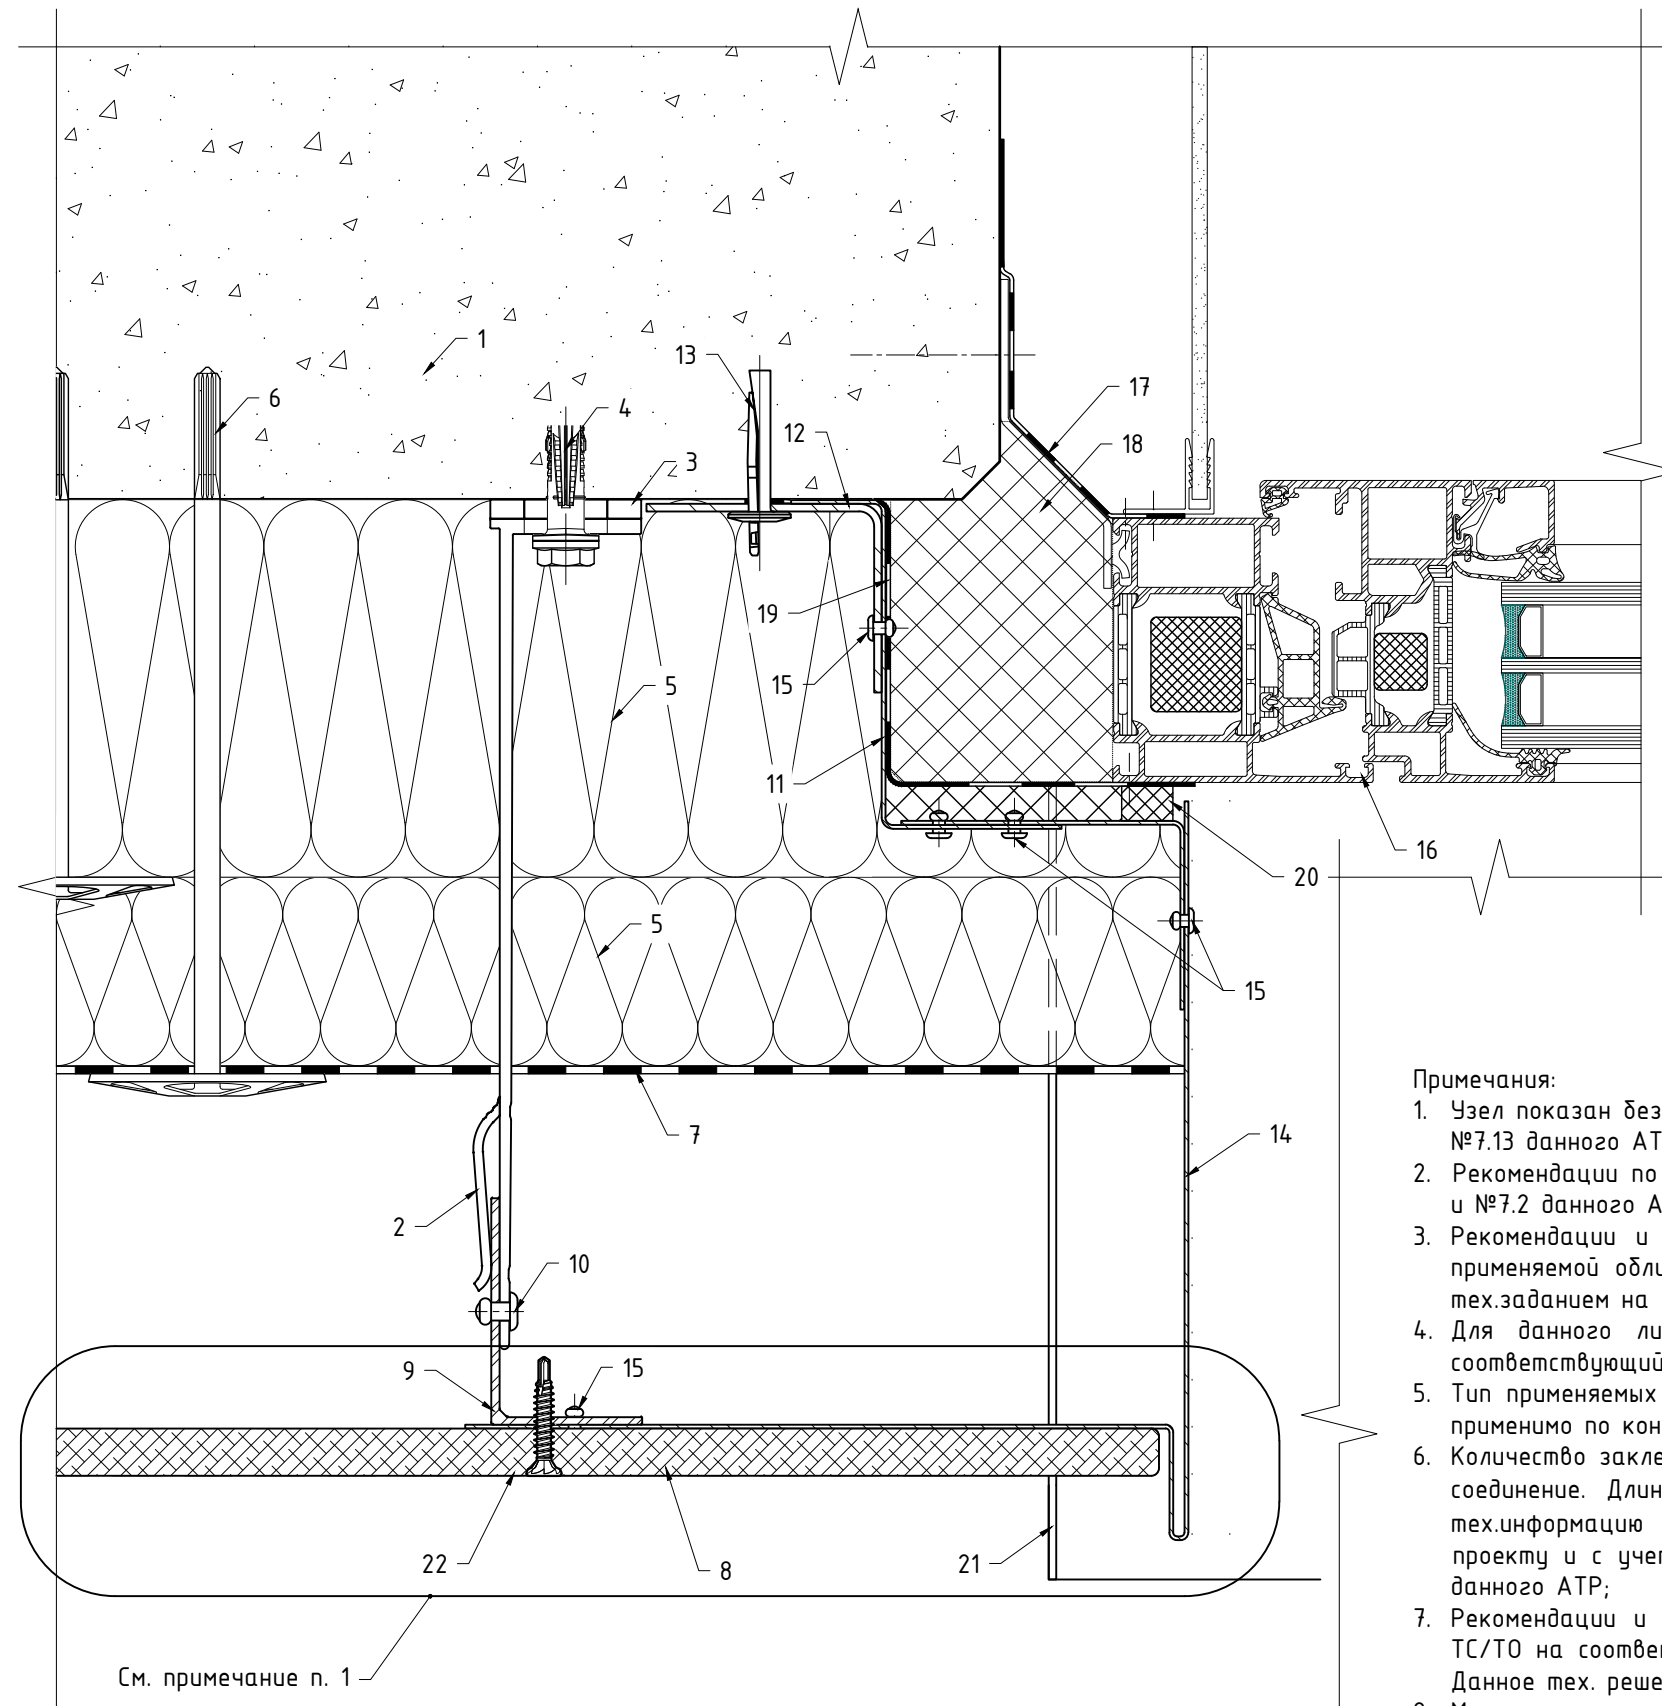 1
13
6
4
12
3
17
18
19
5
15
11
16
20
5
15
7
14
2
10
9
15
22
8
21
См. примечание п. 1
Примечания:
1. Узел показан без
№7.13 данного АТ
2. Рекомендации по
и №7.2 данного А
3. Рекомендации и
применяемой обли
тех.заданием на
4. Для данного ли
соответствующий
5. Тип применяемых
применимо по кон
6. Количество закле
соединение. Длин
тех.информацию
проекту и с учет
данного АТР;
7. Рекомендации и
ТС/ТО на соответ
Данное тех. реше